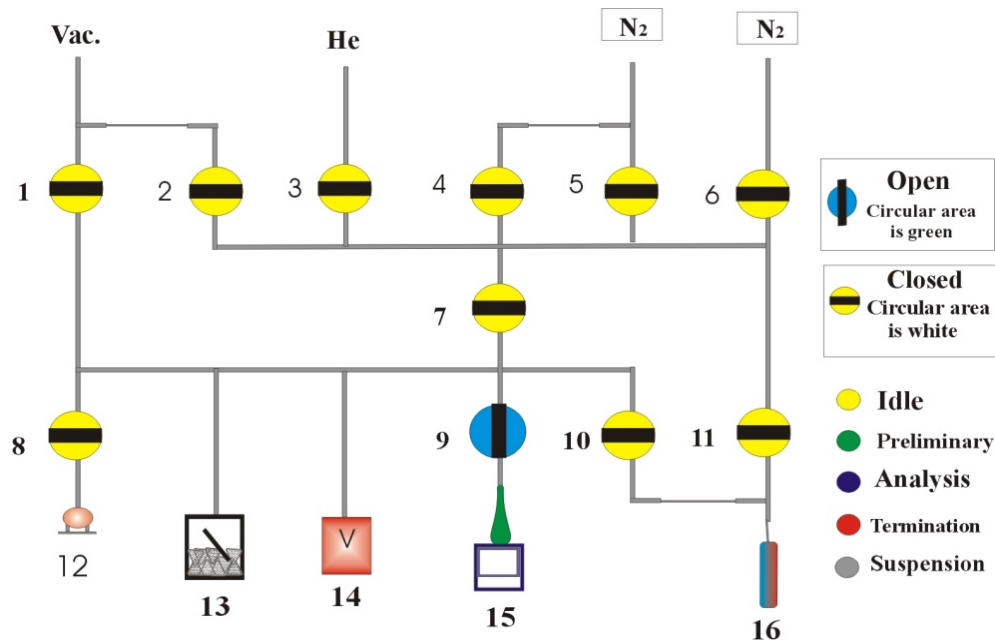 Vac.
He
N2
N2
1
2
3
4
5
6
Open
Circular area
is green
Closed
Circular area
is white
7
8
9
10
11
Idle
Preliminary
Analysis
Termination
Suspension
12
13
V
14
15
16